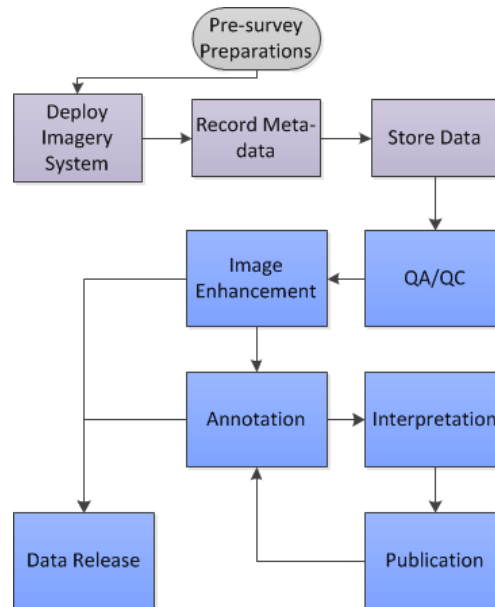 Pre-survey
Preparations
Deploy
Imagery
System
Record Meta-
data
Store Data
Image
Enhancement
QA/QC
Annotation
Interpretation
Data Release
Publication